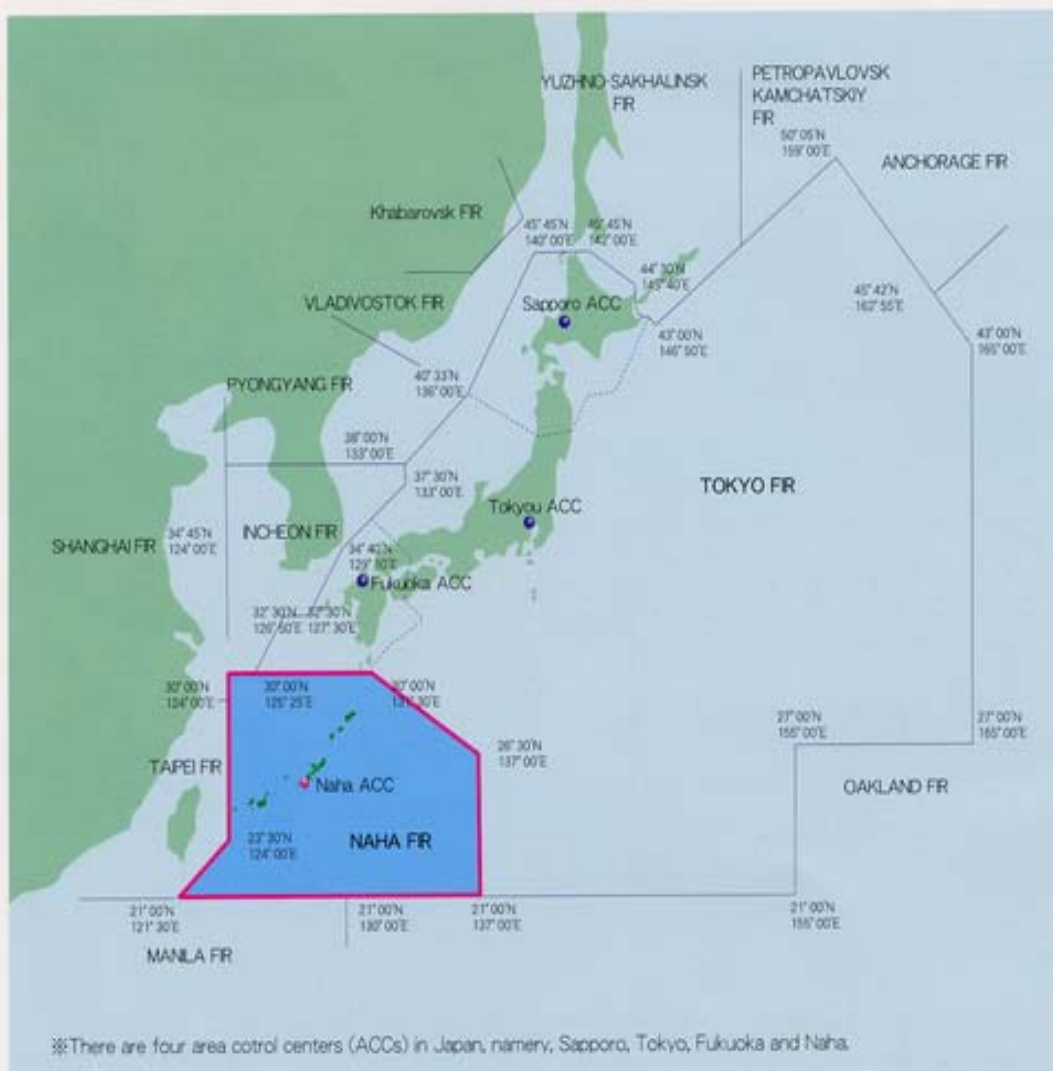 YUZHNO-SAKHALINSK
FIR
PETROPAVLOVSK
KAMCHATSKIY
FIR
50°05'N
159°00'E
ANCHORAGE FIR
Khabarovsk FIR
45°45'N
140°00'E
45°45'N
142°00'E
44°30'N
145°40'E
45°42'N
162°55'E
VLADIVOSTOK FIR
Sapporo ACC
43°00'N
146°50'E
43°00'N
165°00'E
PYONGYANG FIR
40°33'N
136°00'E
38°00'N
133°00'E
37°30'N
133°00'E
TOKYO FIR
Tokyou ACC
34°45'N
124°00'E
INCHEON FIR
SHANGHAI FIR
34°40'N
Fukuoka ACC
32°30'N
126°50'E
32°30'N
127°30'E
30°00'N
124°00'E
30°00'N
125°25'E
30°00'N
131°30'E
27°00'N
155°00'E
27°00'N
165°00'E
26°30'N
137°00'E
TAIPEI FIR
Naha ACC
OAKLAND FIR
23°30'N
124°00'E
NAHA FIR
21°00'N
121°30'E
21°00'N
130°00'E
21°00'N
137°00'E
21°00'N
155°00'E
MANILA FIR
※There are four area cotrol centers (ACCs) in Japan, namery, Sapporo, Tokyo, Fukuoka and Naha.